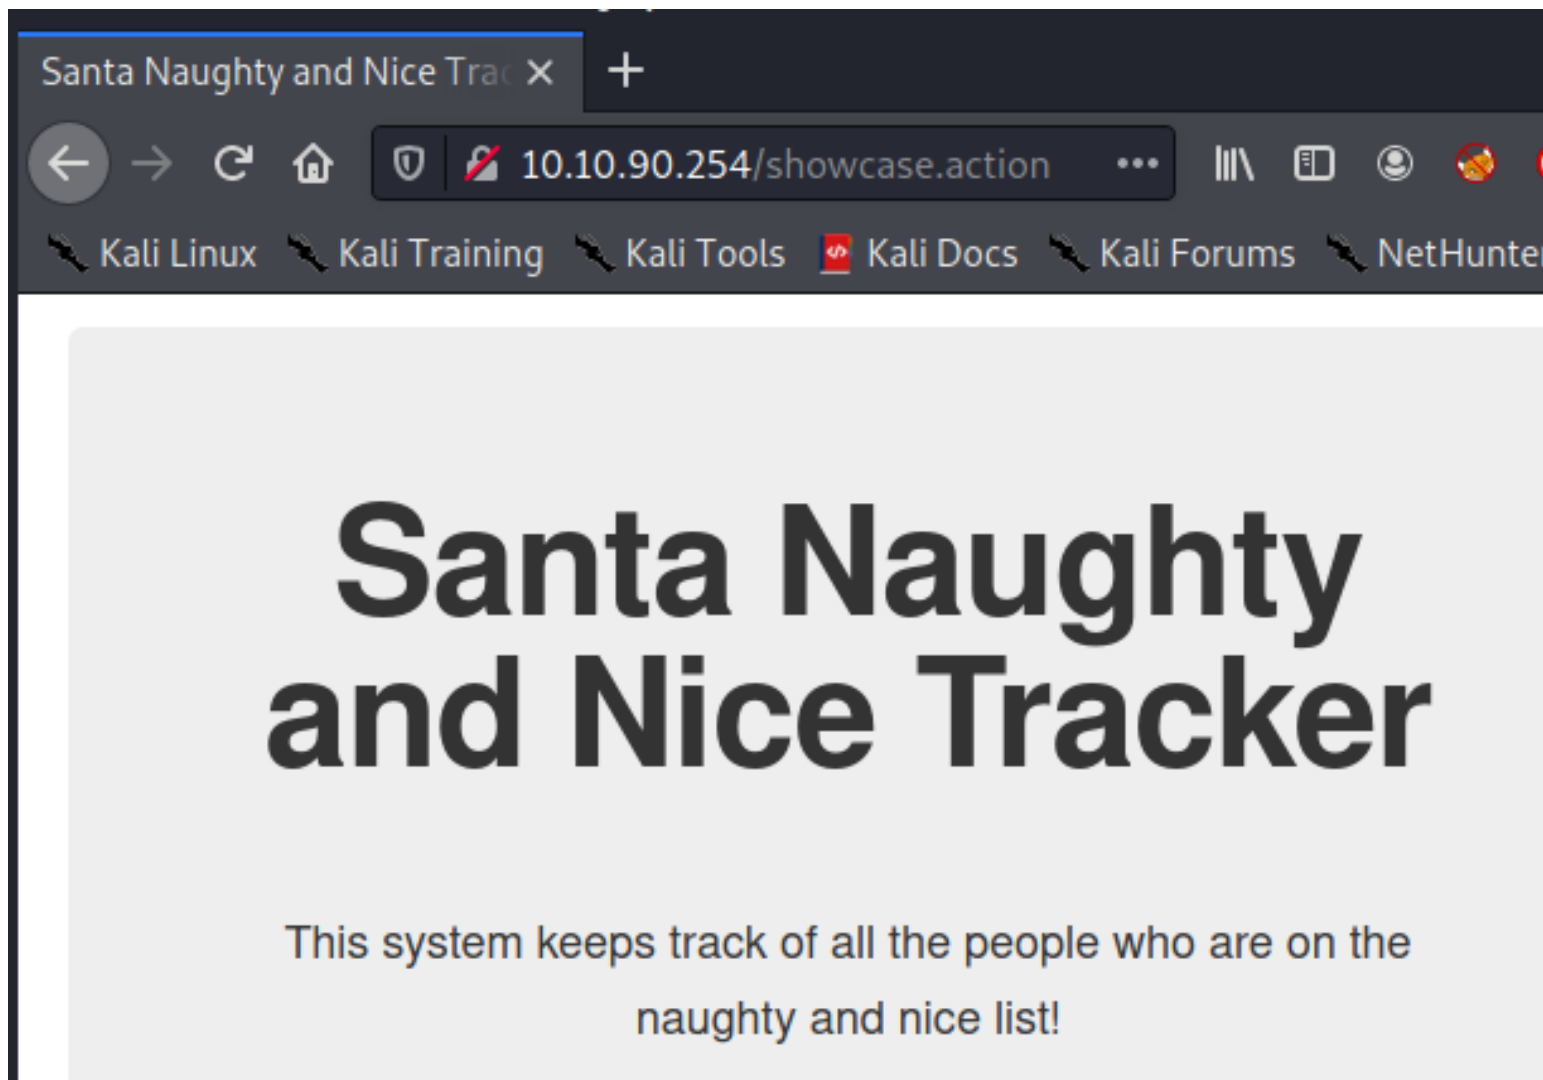 Santa Naughty and Nice Trac
10.10.90.254/showcase.action
Kali Linux Kali Training Kali Tools Kali Docs Kali Forums NetHunter
Santa Naughty
and Nice Tracker
This system keeps track of all the people who are on the
naughty and nice list!